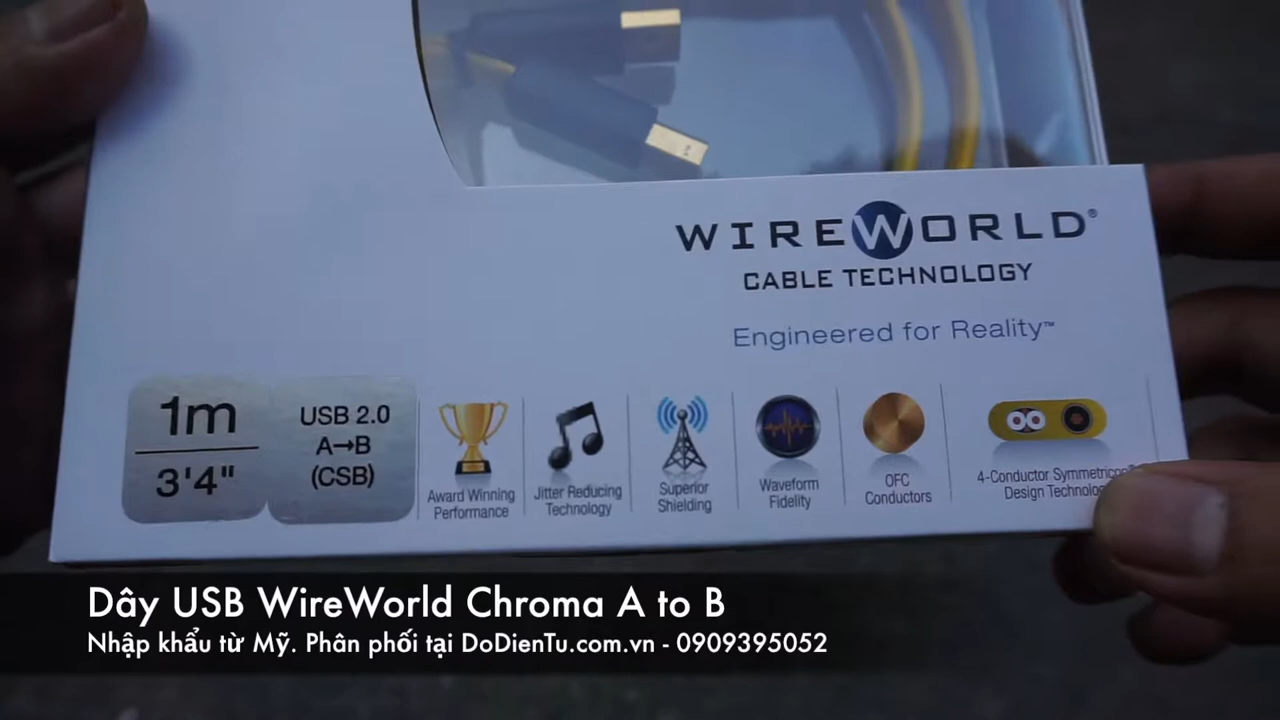 WIREWORLD®
CABLE TECHNOLOGY
Engineered for Reality™
1m
3'4"
USB 2.0
A→B
(CSB)
Award Winning
Performance
Jitter Reducing
Technology
Superior
Shielding
Waveform
Fidelity
OFC
Conductors
4-Conductor
Design
Dây USB WireWorld Chroma A to B
Nhập khẩu từ Mỹ. Phân phối tại DoDienTu.com.vn - 0909395052